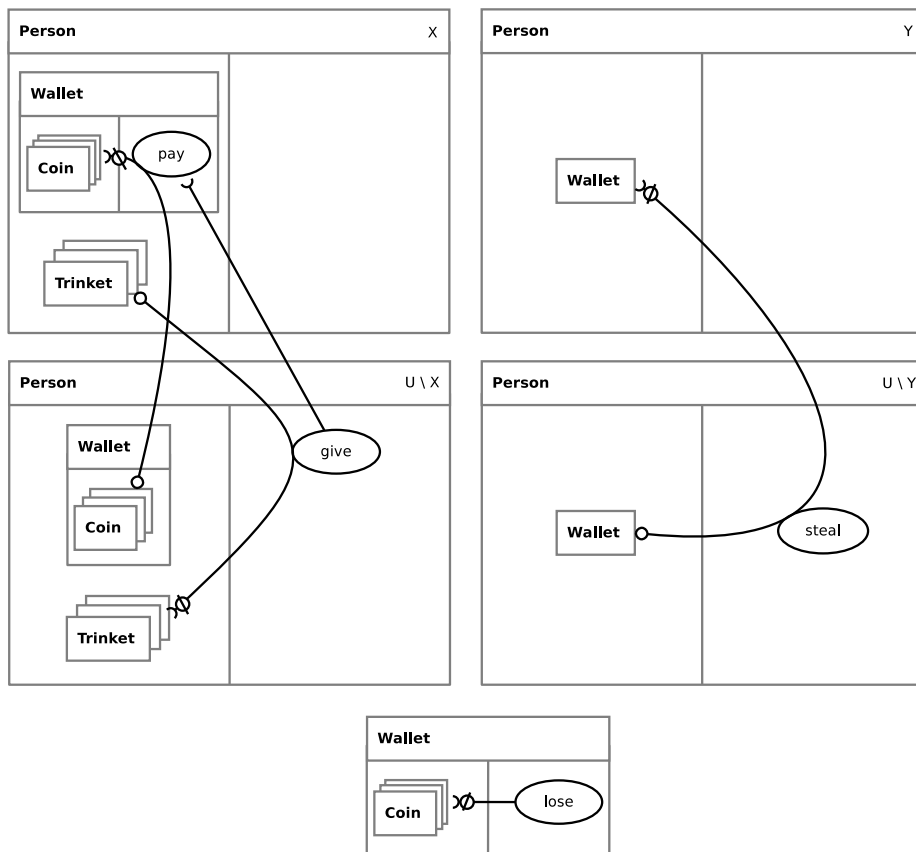 Person X
Wallet
Coin
pay
Trinket
Person Y
Wallet
Person U \ X
Wallet
Coin
give
Trinket
Person U \ Y
Wallet
steal
Wallet
Coin
lose